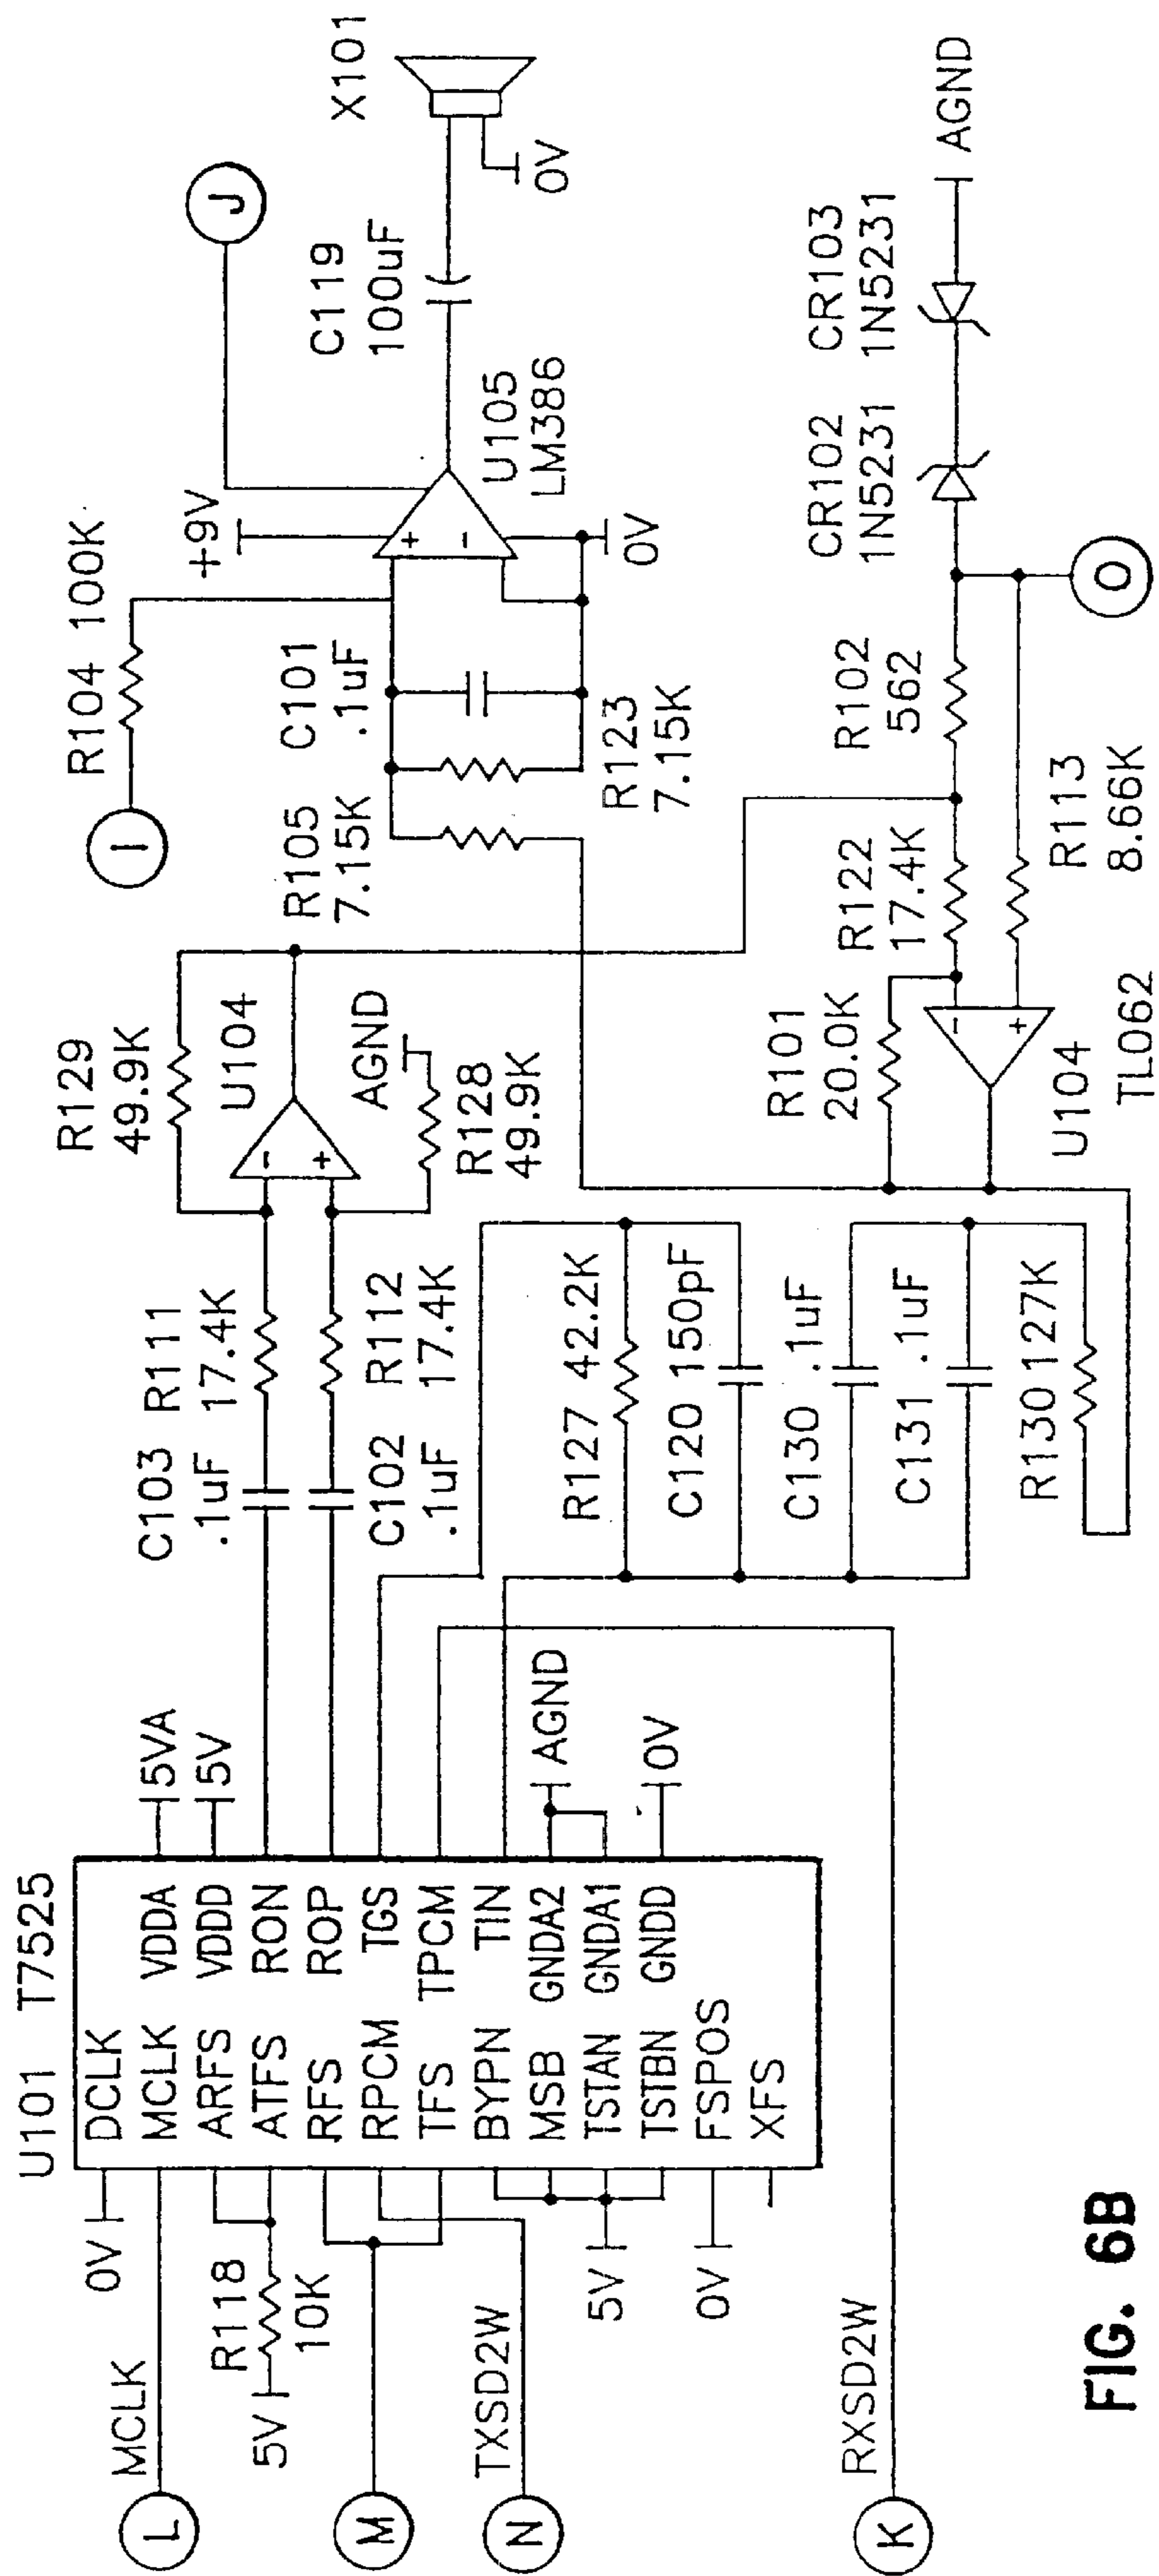 U101 T7525
DCLK
MCLK
ARFS
ATFS
RFS
RPCM
TFS
BYPN
MSB
TSTAN
TSTBN
FSPOS
XFS
VDDA
VDDD
RON
ROP
TGS
TPCM
TIN
GNDA2
GNDA1
GNDD
0V
MCLK
L
R118
10K
5V
M
TXSD2W
N
5V
0V
RXSD2W
K
5VA
5V
AGND
0V
C103
.1uF
R111
17.4K
C102
.1uF
R112
17.4K
R129
49.9K
U104
-
+
AGND
R128
49.9K
R127 42.2K
C120 150pF
C130 .1uF
C131 .1uF
R130 127K
I
R104 100K
R105
7.15K
C101
.1uF
R123
7.15K
+9V
+
-
0V
U105
LM386
J
C119
100uF
X101
0V
R101
20.0K
R122
17.4K
R102
562
-
+
U104
TL062
R113
8.66K
O
CR102
1N5231
CR103
1N5231
AGND
FIG. 6B